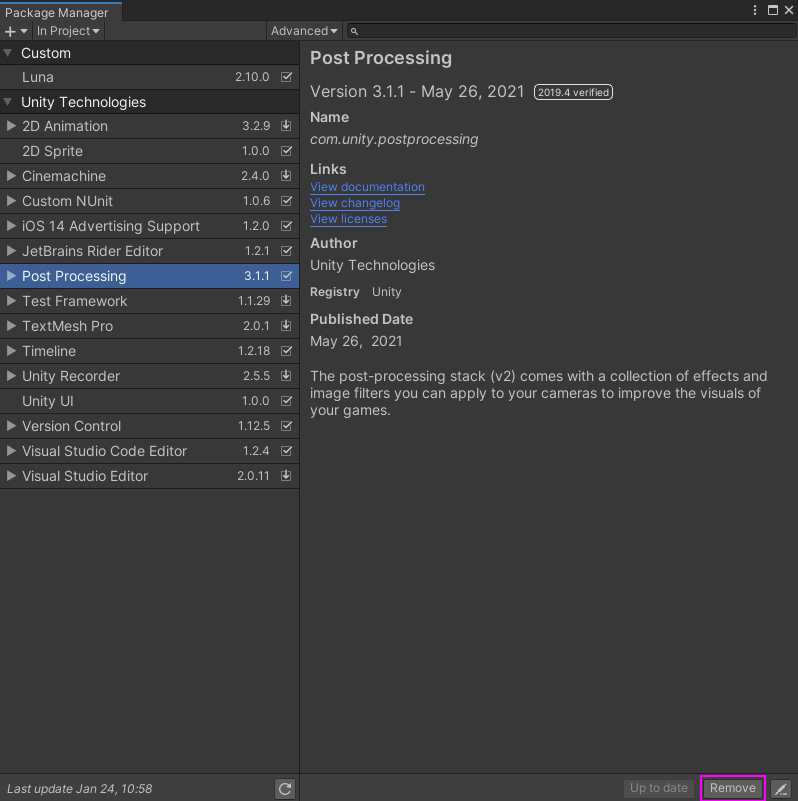 Package Manager
In Project
Advanced
Custom
Luna 2.10.0
Unity Technologies
2D Animation 3.2.9
2D Sprite 1.0.0
Cinemachine 2.4.0
Custom NUnit 1.0.6
iOS 14 Advertising Support 1.2.0
JetBrains Rider Editor 1.2.1
Post Processing 3.1.1
Test Framework 1.1.29
TextMesh Pro 2.0.1
Timeline 1.2.18
Unity Recorder 2.5.5
Unity UI 1.0.0
Version Control 1.12.5
Visual Studio Code Editor 1.2.4
Visual Studio Editor 2.0.11
Last update Jan 24, 10:58
Post Processing
Version 3.1.1 - May 26, 2021 2019.4 verified
Name
com.unity.postprocessing
Links
View documentation
View changelog
View licenses
Author
Unity Technologies
Registry Unity
Published Date
May 26, 2021
The post-processing stack (v2) comes with a collection of effects and
image filters you can apply to your cameras to improve the visuals of
your games.
Up to date
Remove